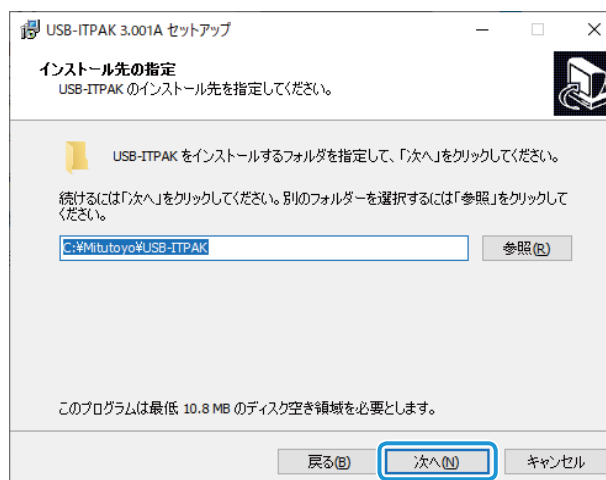 USB-ITPAK 3.001A セットアップ
インストール先の指定
USB-ITPAK のインストール先を指定してください。
USB-ITPAK をインストールするフォルダを指定して、「次へ」をクリックしてください。
続けるには「次へ」をクリックしてください。別のフォルダーを選択するには「参照」をクリックして
ください。
C:¥Mitutoyo¥USB-ITPAK
参照(R)
このプログラムは最低 10.8 MB のディスク空き領域を必要とします。
戻る(B)
次へ(N)
キャンセル